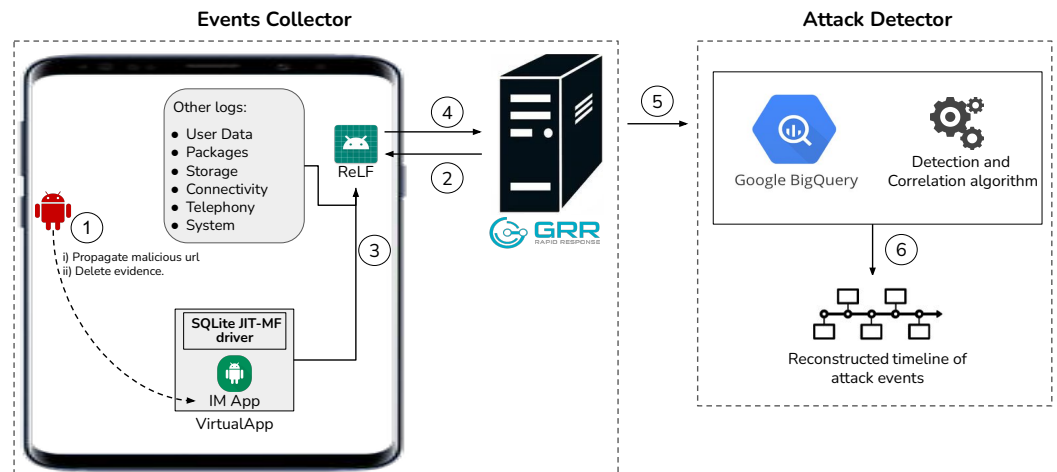 Events Collector
Attack Detector
Other logs:
● User Data
● Packages
● Storage
● Connectivity
● Telephony
● System
ReLF
4
2
5
Google BigQuery
Detection and
Correlation algorithm
GRR
RAPID RESPONSE
1
i) Propagate malicious url
ii) Delete evidence.
3
6
SQLite JIT-MF
driver
IM App
VirtualApp
Reconstructed timeline of
attack events